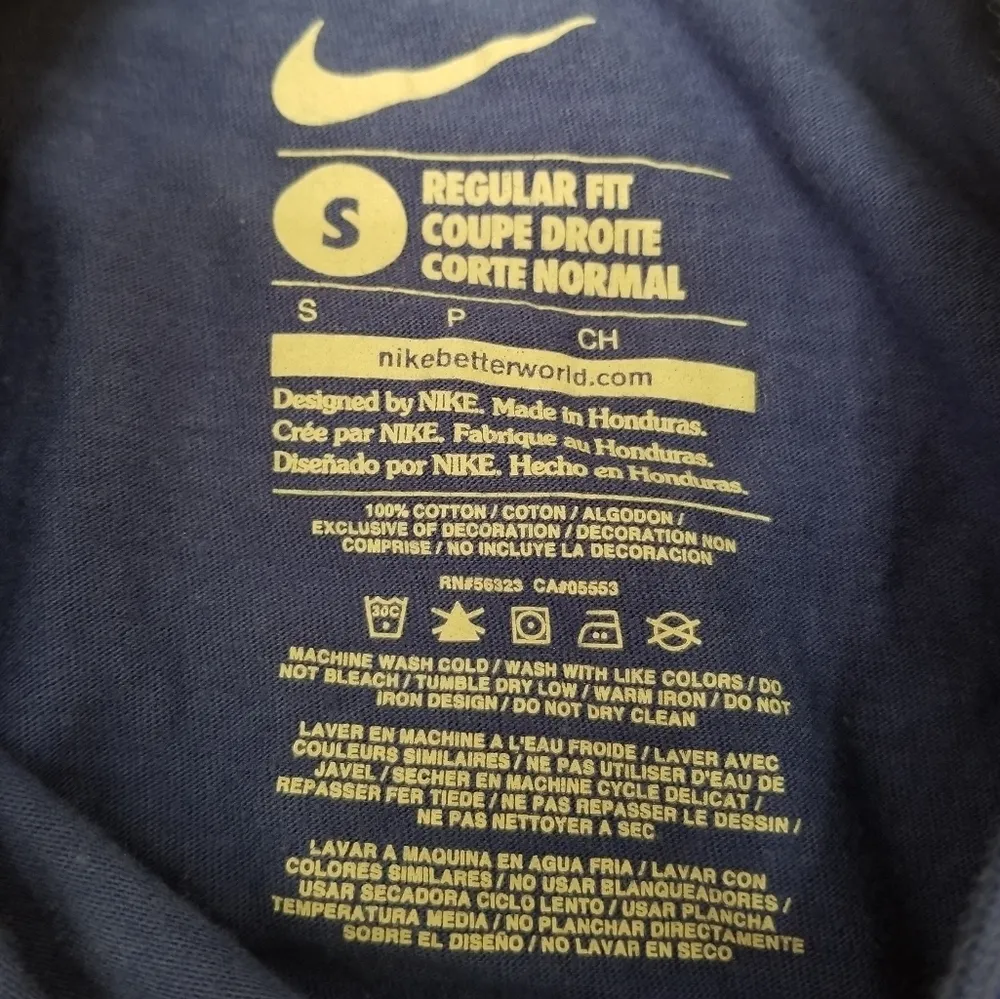 S
REGULAR FIT
COUPE DROITE
CORTE NORMAL
S P CH
nikebetterworld.com
Designed by NIKE. Made in Honduras.
Crée par NIKE. Fabrique au Honduras.
Diseñado por NIKE. Hecho en Honduras.
100% COTTON / COTON / ALGODON /
EXCLUSIVE OF DECORATION / DECORATION NON
COMPRISE / NO INCLUYE LA DECORACION
RN#56323 CA#05553
30C
MACHINE WASH COLD / WASH WITH LIKE COLORS / DO
NOT BLEACH / TUMBLE DRY LOW / WARM IRON / DO NOT
IRON DESIGN / DO NOT DRY CLEAN
LAVER EN MACHINE A L'EAU FROIDE / LAVER AVEC
COULEURS SIMILAIRES / NE PAS UTILISER D'EAU DE
JAVEL / SECHER EN MACHINE CYCLE DELICAT /
REPASSER FER TIEDE / NE PAS REPASSER LE DESSIN /
NE PAS NETTOYER A SEC
LAVAR A MAQUINA EN AGUA FRIA / LAVAR CON
COLORES SIMILARES / NO USAR BLANQUEADORES /
USAR SECADORA CICLO LENTO / USAR PLANCHA
TEMPERATURA MEDIA / NO PLANCHAR DIRECTAMENTE
SOBRE EL DISEÑO / NO LAVAR EN SECO